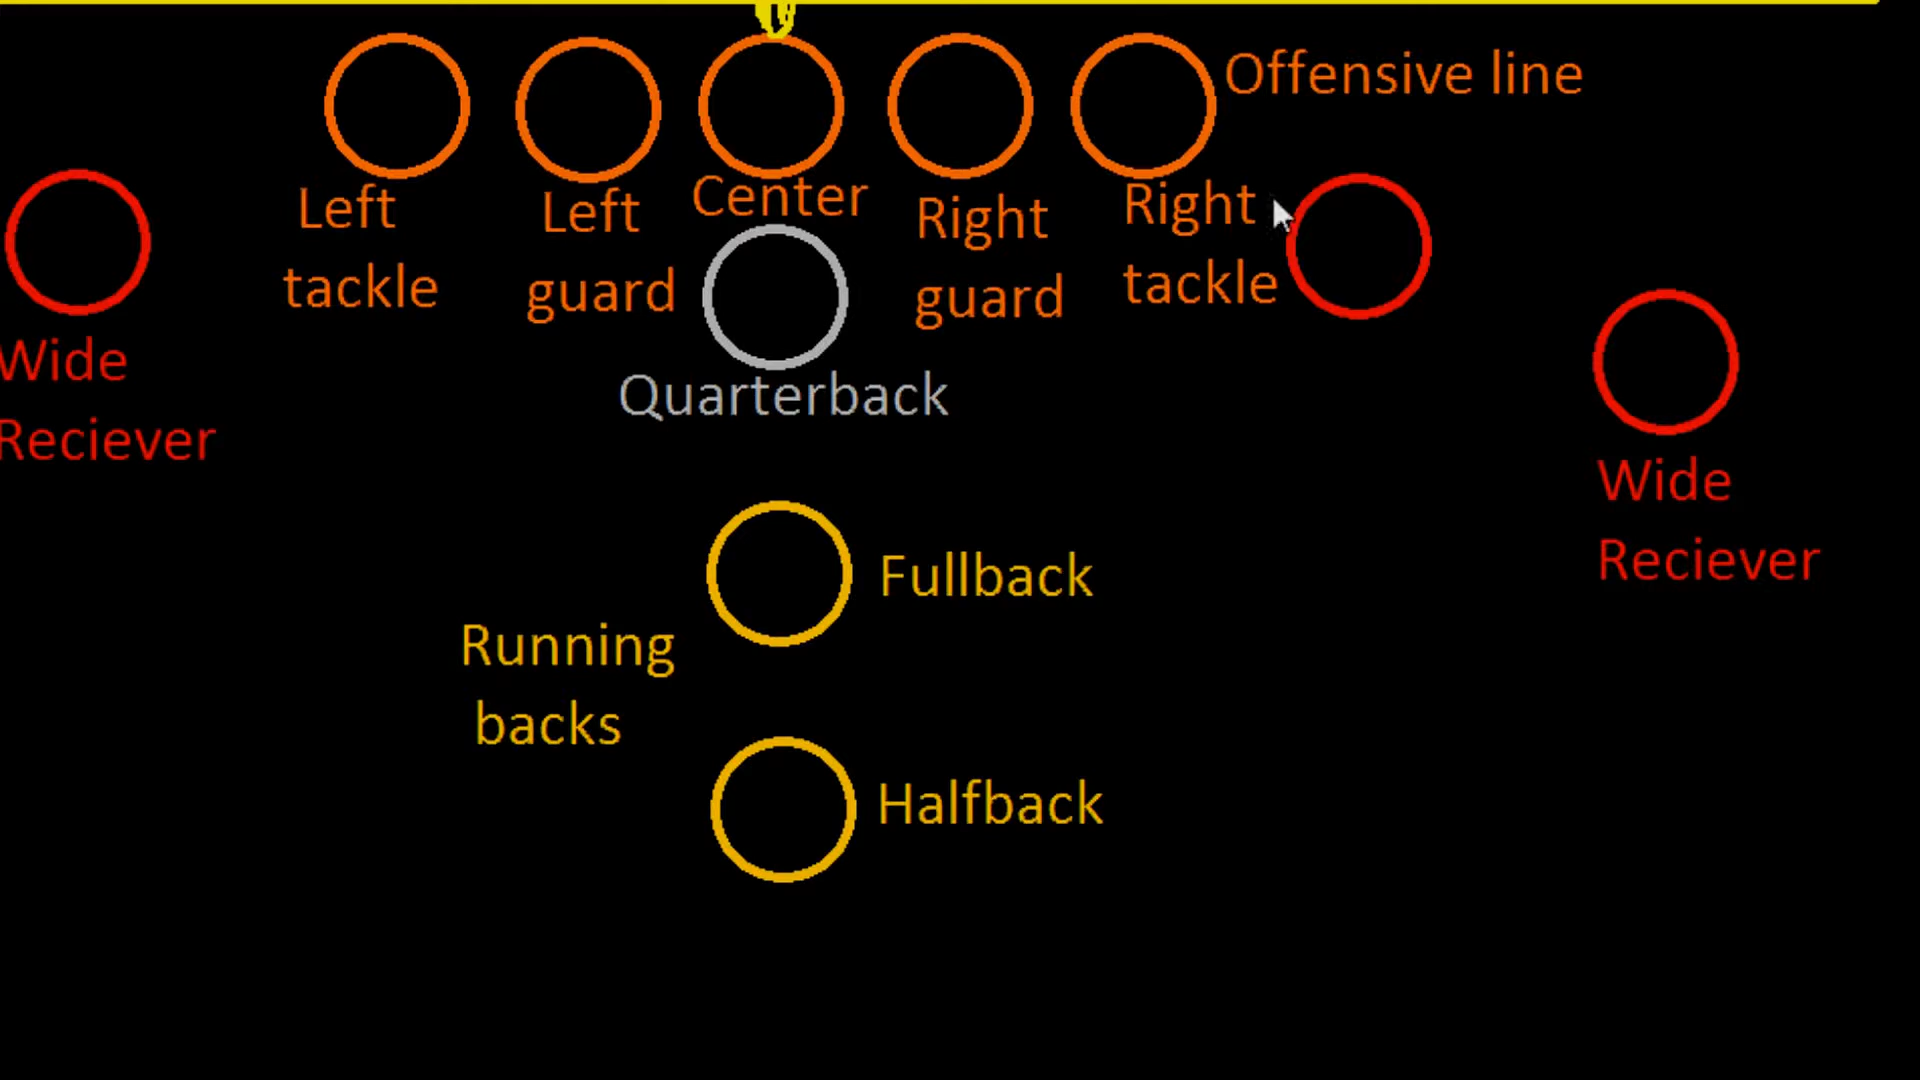 Offensive line
Left
tackle
Left
guard
Center
Right
guard
Right
tackle
Wide
Reciever
Quarterback
Wide
Reciever
Fullback
Running
backs
Halfback